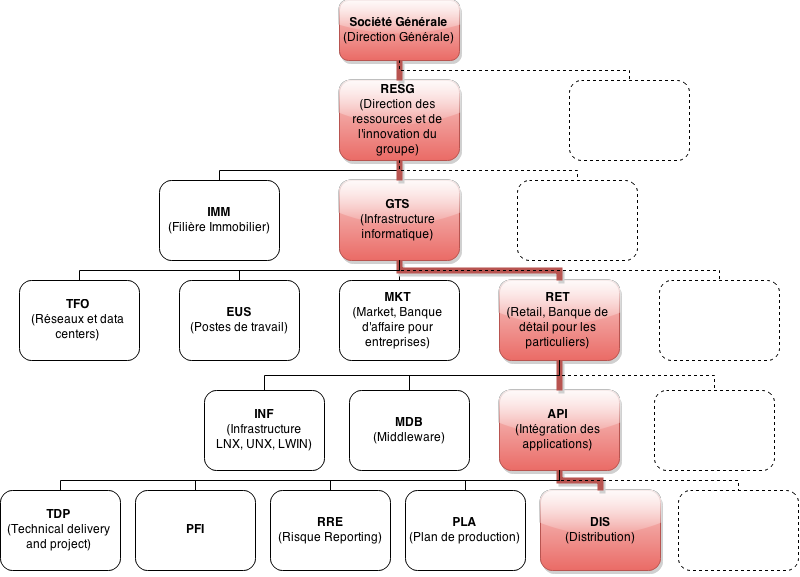 Société Générale
(Direction Générale)
RESG
(Direction des
ressources et de
l'innovation du
groupe)
IMM
(Filière Immobilier)
GTS
(Infrastructure
informatique)
TFO
(Réseaux et data
centers)
EUS
(Postes de travail)
MKT
(Market, Banque
d'affaire pour
entreprises)
RET
(Retail, Banque de
détail pour les
particuliers)
INF
(Infrastructure
LNX, UNX, LWIN)
MDB
(Middleware)
API
(Intégration des
applications)
TDP
(Technical delivery
and project)
PFI
RRE
(Risque Reporting)
PLA
(Plan de production)
DIS
(Distribution)